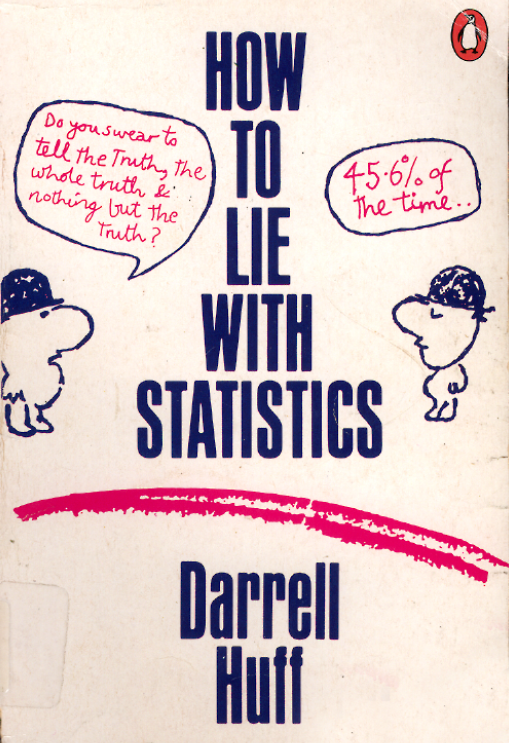 HOW
TO
LIE
WITH
STATISTICS
Do you swear to
tell the Truth, the
whole truth &
nothing but the
Truth?
45.6% of
the time..
Darrell
Huff